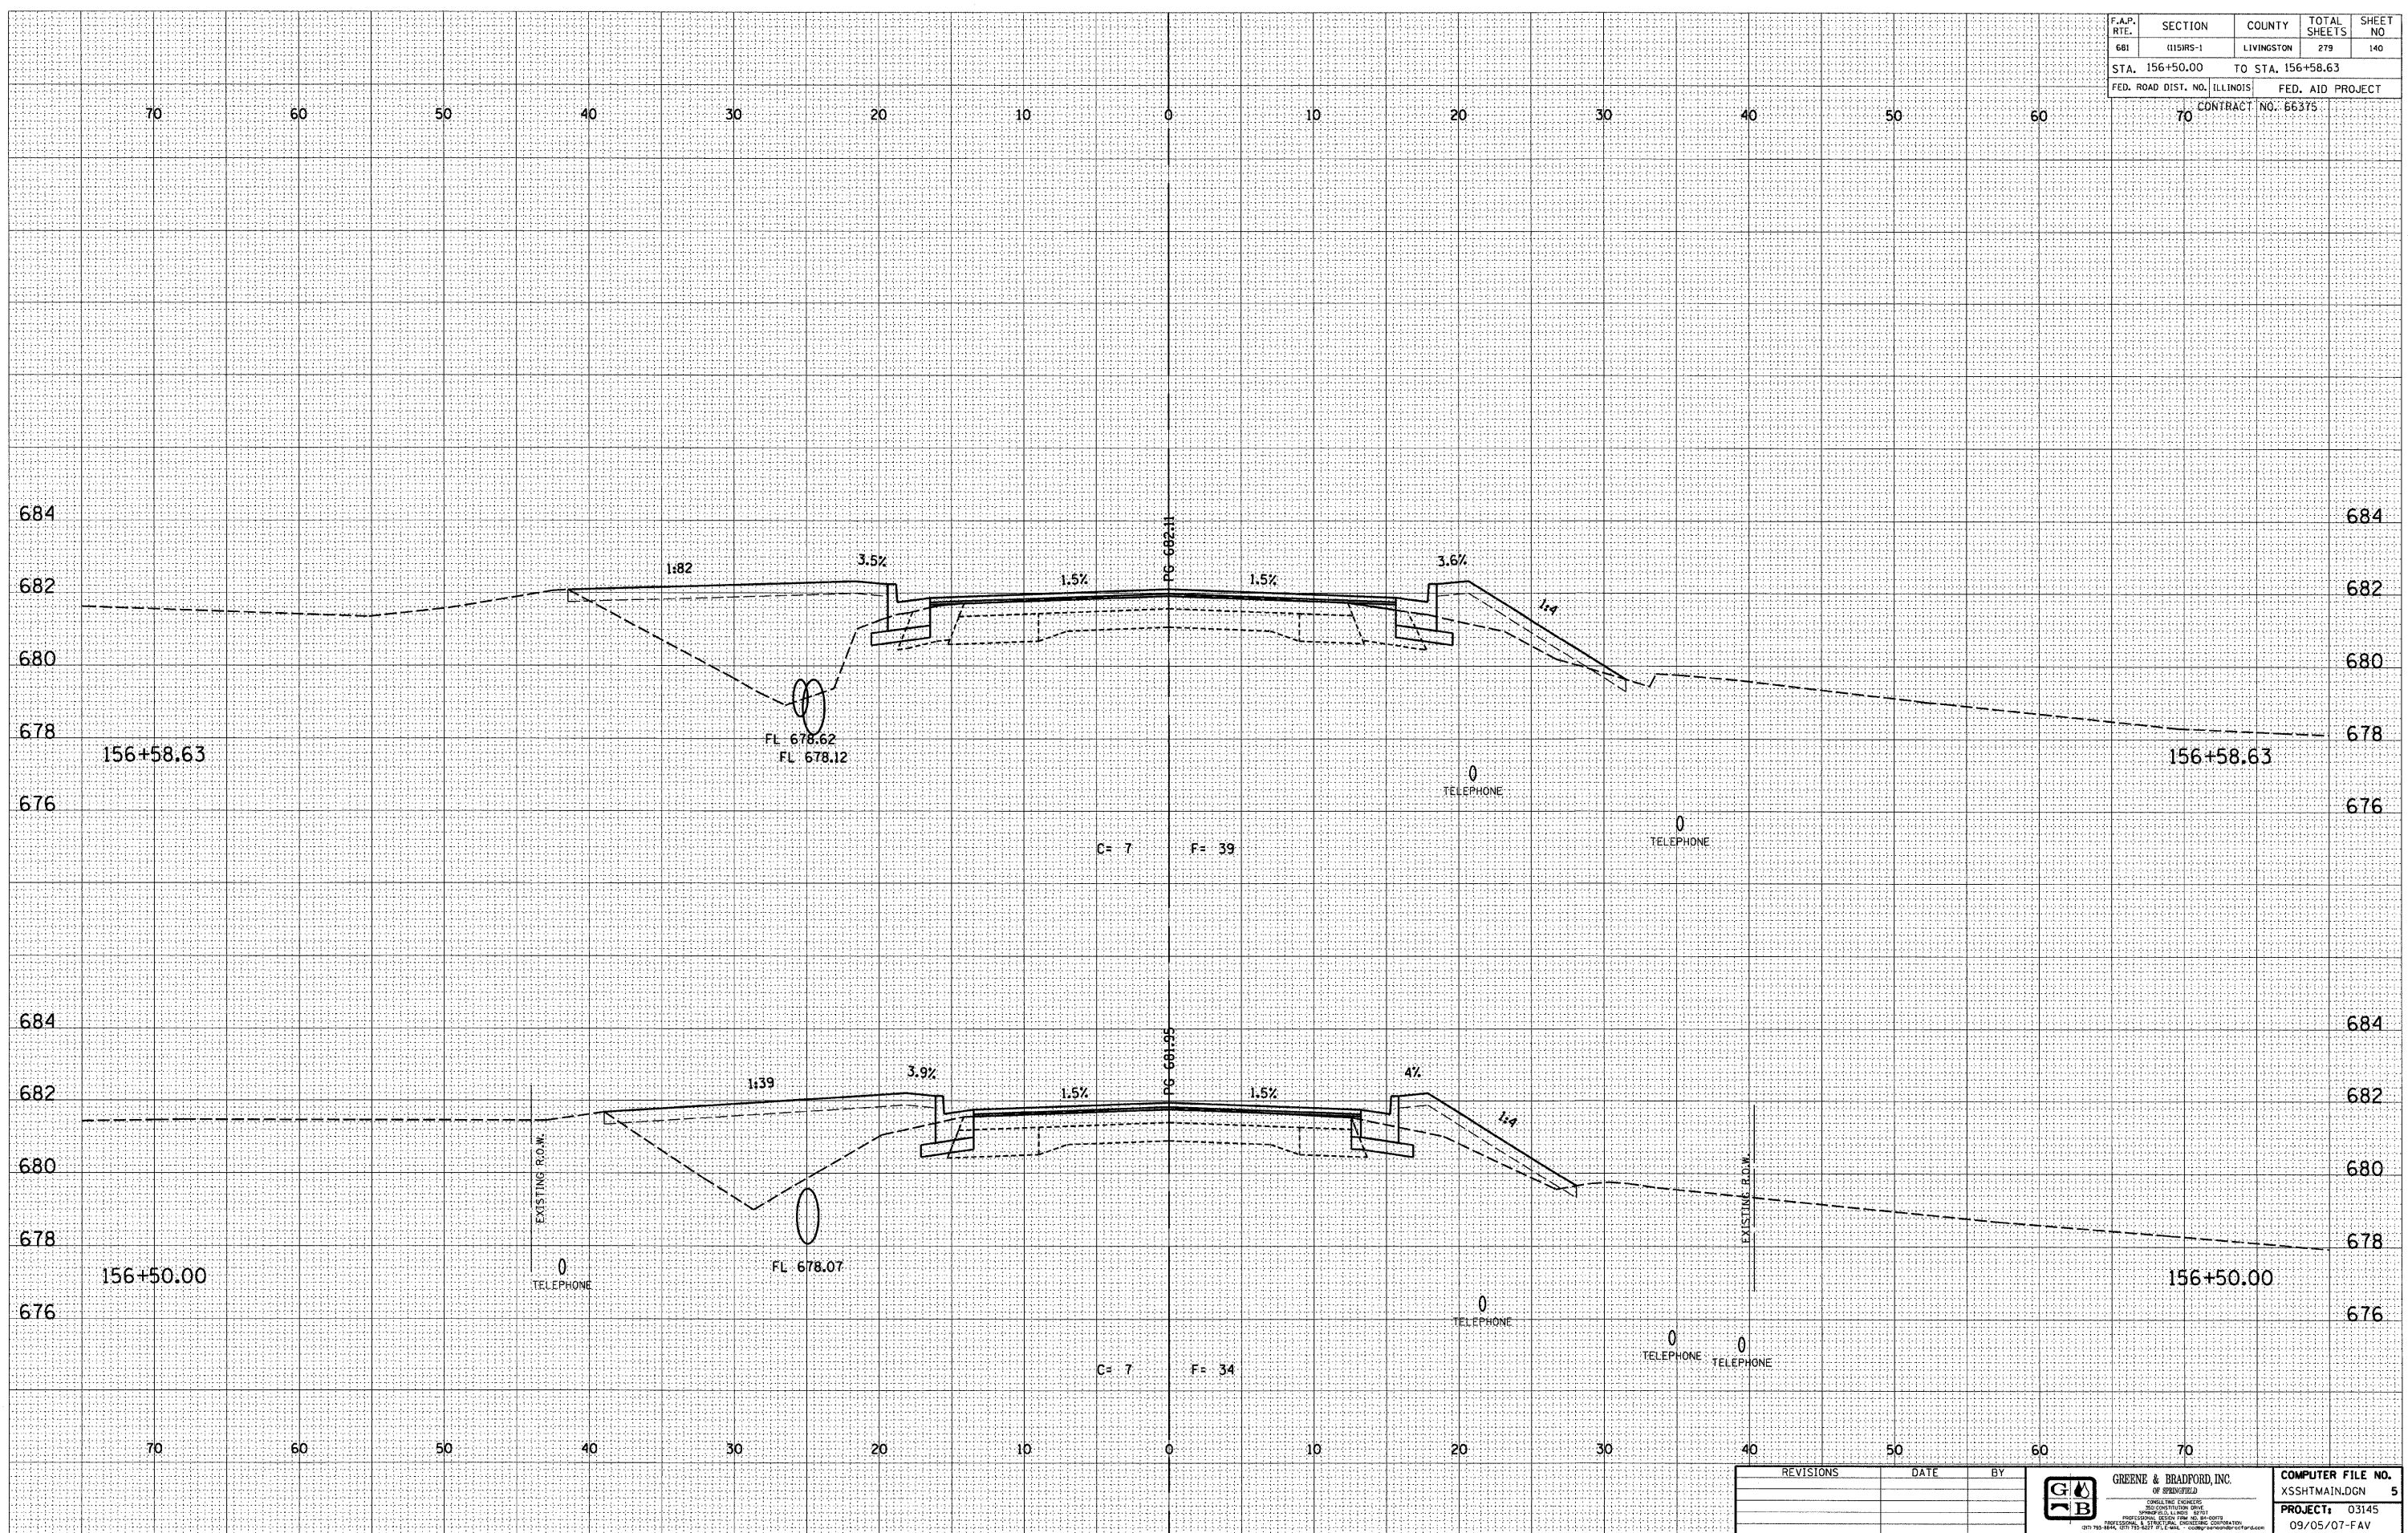 F.A.P. RTE. SECTION COUNTY TOTAL SHEETS SHEET NO
681 (115)RS-1 LIVINGSTON 279 140
STA. 156+50.00 TO STA. 156+58.63
FED. ROAD DIST. NO. ILLINOIS FED. AID PROJECT
CONTRACT NO. 66375
70 60 50 40 30 20 10 0 10 20 30 40 50 60 70
684 PG 682.11 684
1:82 3.5% 1.5% 1.5% 3.6% 1:4
682 682
680 680
678 678
FL 678.62
FL 678.12
156+58.63 156+58.63
TELEPHONE
676 676
TELEPHONE
C= 7 F= 39
684 PG 681.95 684
1:39 3.9% 1.5% 1.5% 4% 1:4
682 682
EXISTING R.O.W. EXISTING R.O.W.
680 680
678 678
FL 678.07
156+50.00 156+50.00
TELEPHONE
676 676
TELEPHONE
TELEPHONE TELEPHONE
C= 7 F= 34
70 60 50 40 30 20 10 0 10 20 30 40 50 60 70
REVISIONS DATE BY
G B
GREENE & BRADFORD, INC.
OF SPRINGFIELD
CONSULTING ENGINEERS
3501 CONSTITUTION DRIVE
SPRINGFIELD, ILLINOIS 62707
COMPUTER FILE NO.
XSSHTMAIN.DGN 5
PROJECT: 03145
09/05/07-FAV